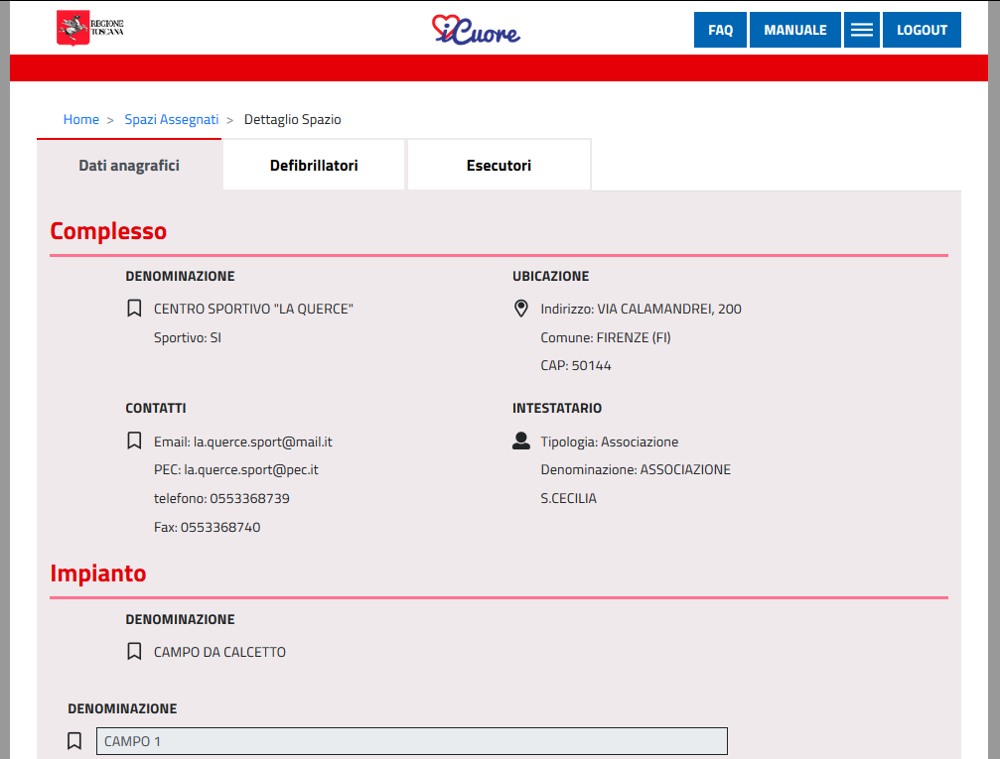 REGIONE
TOSCANA
iCuore
FAQ
MANUALE
LOGOUT
Home > Spazi Assegnati > Dettaglio Spazio
Dati anagrafici
Defibrillatori
Esecutori
Complesso
DENOMINAZIONE
CENTRO SPORTIVO "LA QUERCE"
Sportivo: SI
UBICAZIONE
Indirizzo: VIA CALAMANDREI, 200
Comune: FIRENZE (FI)
CAP: 50144
CONTATTI
Email: la.querce.sport@mail.it
PEC: la.querce.sport@pec.it
telefono: 0553368739
Fax: 0553368740
INTESTATARIO
Tipologia: Associazione
Denominazione: ASSOCIAZIONE
S.CECILIA
Impianto
DENOMINAZIONE
CAMPO DA CALCETTO
DENOMINAZIONE
CAMPO 1